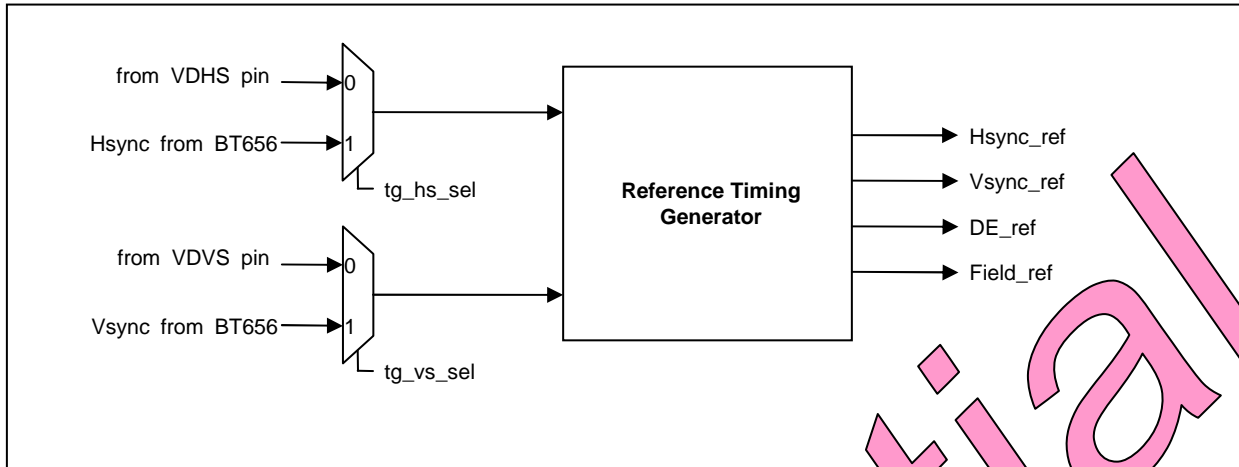 from VDHS pin
0
Hsync from BT656
1
tg_hs_sel
from VDVS pin
0
Vsync from BT656
1
tg_vs_sel
Reference Timing
Generator
Hsync_ref
Vsync_ref
DE_ref
Field_ref
tial